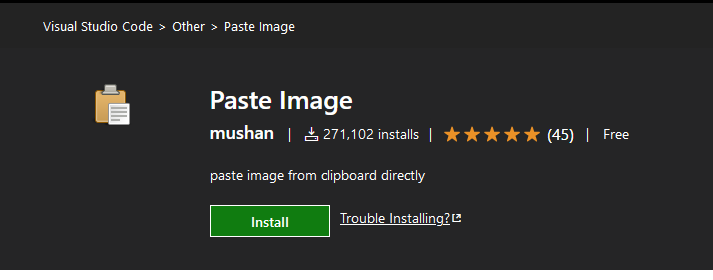 Visual Studio Code > Other > Paste Image
Paste Image
mushan | 271,102 installs | (45) | Free
paste image from clipboard directly
Install Trouble Installing?